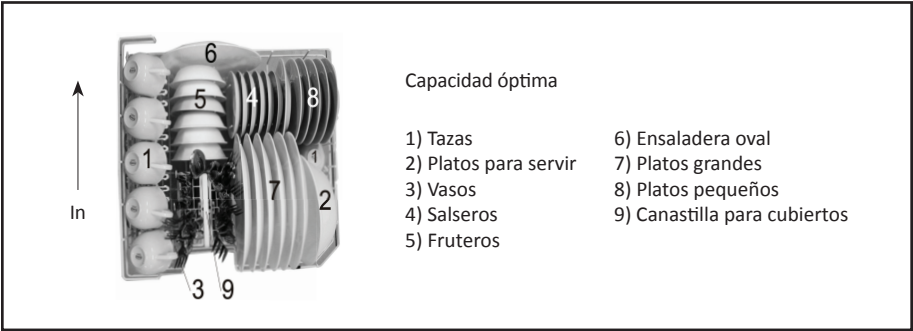 6
5
4
8
1
1
7
2
3
9
In
Capacidad óptima
1) Tazas
2) Platos para servir
3) Vasos
4) Salseros
5) Fruteros
6) Ensaladera oval
7) Platos grandes
8) Platos pequeños
9) Canastilla para cubiertos